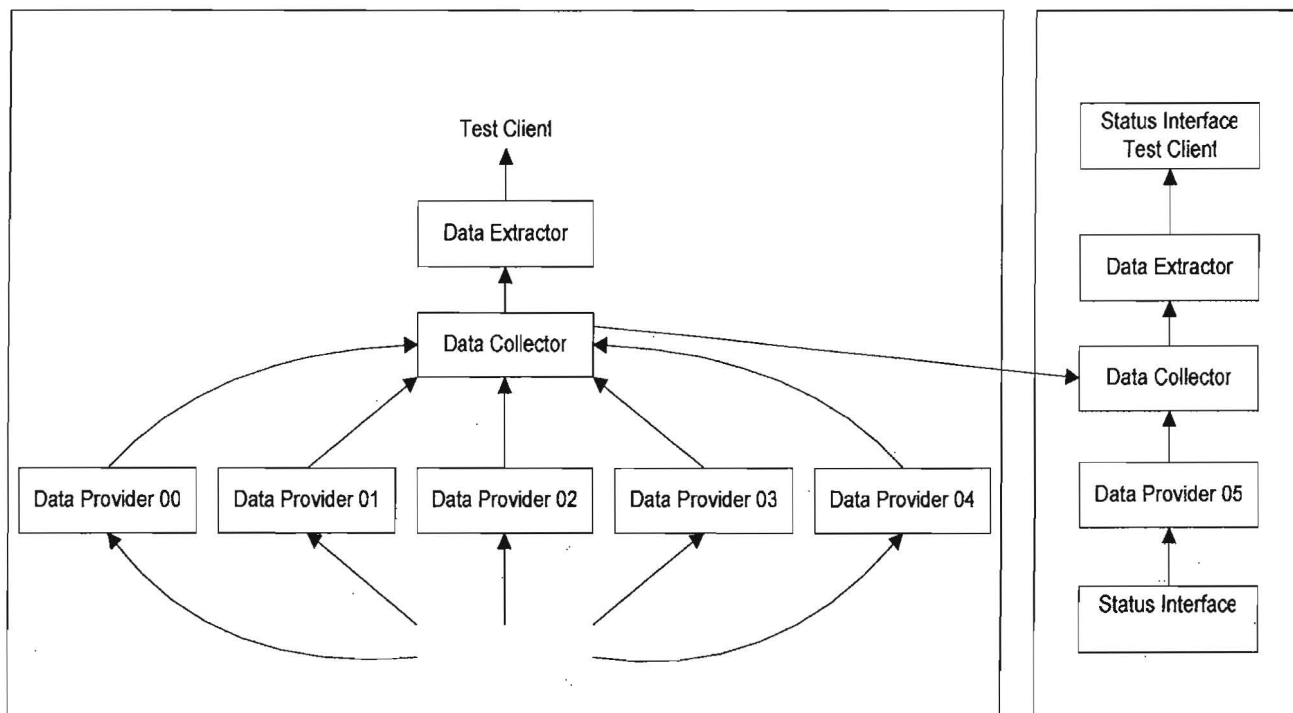 Test Client
Data Extractor
Data Collector
Data Provider 00
Data Provider 01
Data Provider 02
Data Provider 03
Data Provider 04
Status Interface
Test Client
Data Extractor
Data Collector
Data Provider 05
Status Interface